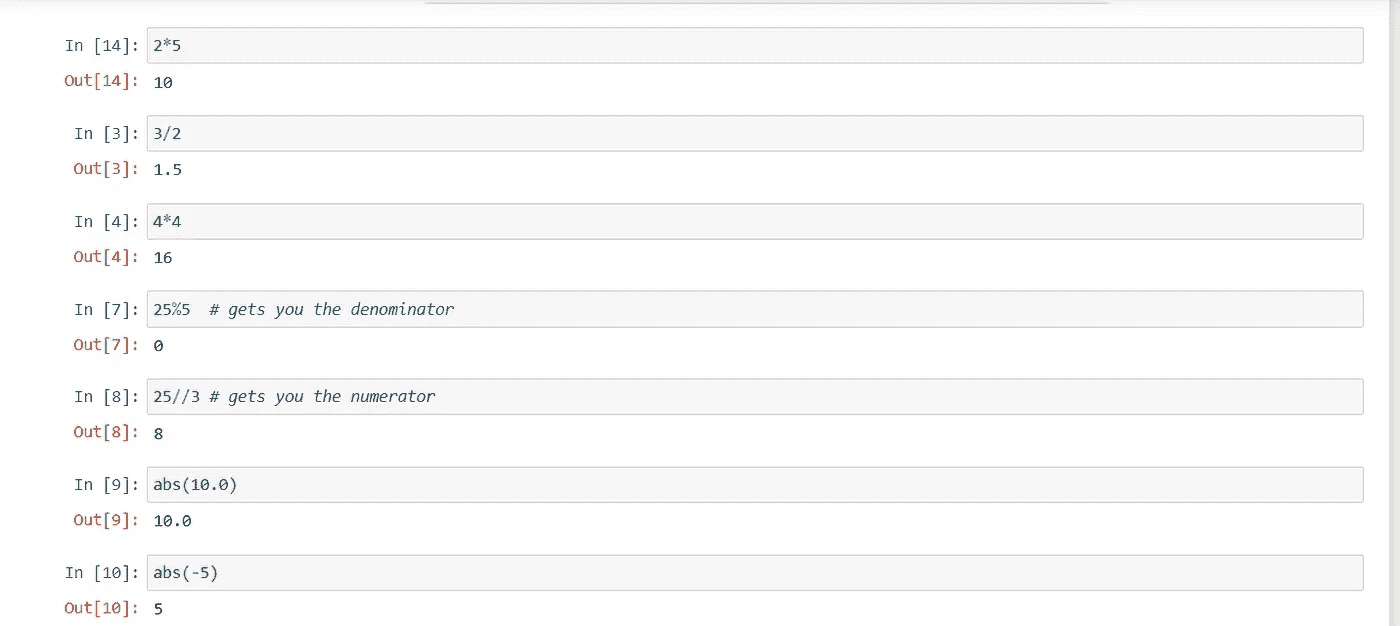 In [14]: 2*5
Out[14]: 10
In [3]: 3/2
Out[3]: 1.5
In [4]: 4*4
Out[4]: 16
In [7]: 25%5  # gets you the denominator
Out[7]: 0
In [8]: 25//3 # gets you the numerator
Out[8]: 8
In [9]: abs(10.0)
Out[9]: 10.0
In [10]: abs(-5)
Out[10]: 5